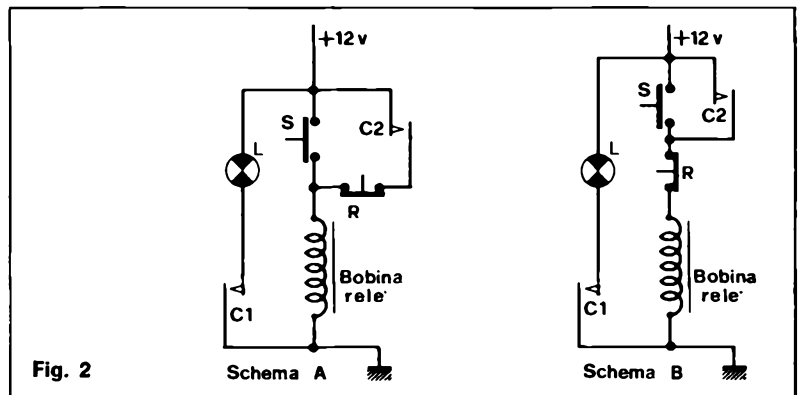 +12 v
S
C2
L
R
Bobina
rele'
C1
Schema A
+12 v
S
C2
L
R
Bobina
rele'
C1
Schema B
Fig. 2